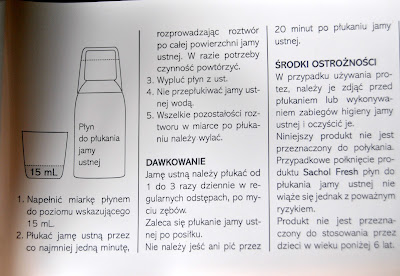 Płyn
do płukania
jamy
ustnej
15 mL
1. Napełnić miarkę płynem
do poziomu wskazującego
15 mL.
2. Płukać jamę ustną przez
co najmniej jedną minutę,
rozprowadzając roztwór
po całej powierzchni jamy
ustnej. W razie potrzeby
czynność powtórzyć.
3. Wypluć płyn z ust.
4. Nie przepłukiwać jamy ust-
nej wodą.
5. Wszelkie pozostałości roz-
tworu w miarce po płuka-
niu należy wylać.
DAWKOWANIE
Jamę ustną należy płukać od
1 do 3 razy dziennie w re-
gularnych odstępach, po my-
ciu zębów.
Zaleca się płukanie jamy ust-
nej po posiłku.
Nie należy jeść ani pić przez
20 minut po płukaniu jamy
ustnej.
ŚRODKI OSTROŻNOŚCI
W przypadku używania pro-
tez, należy je zdjąć przed
płukaniem lub wykonywa-
niem zabiegów higieny jamy
ustnej i oczyścić je.
Niniejszy produkt nie jest
przeznaczony do połykania.
Przypadkowe połknięcie pro-
duktu Sachol Fresh płyn do
płukania jamy ustnej nie
wiąże się jednak z poważnym
ryzykiem.
Produkt nie jest przezna-
czony do stosowania przez
dzieci w wieku poniżej 6 lat.